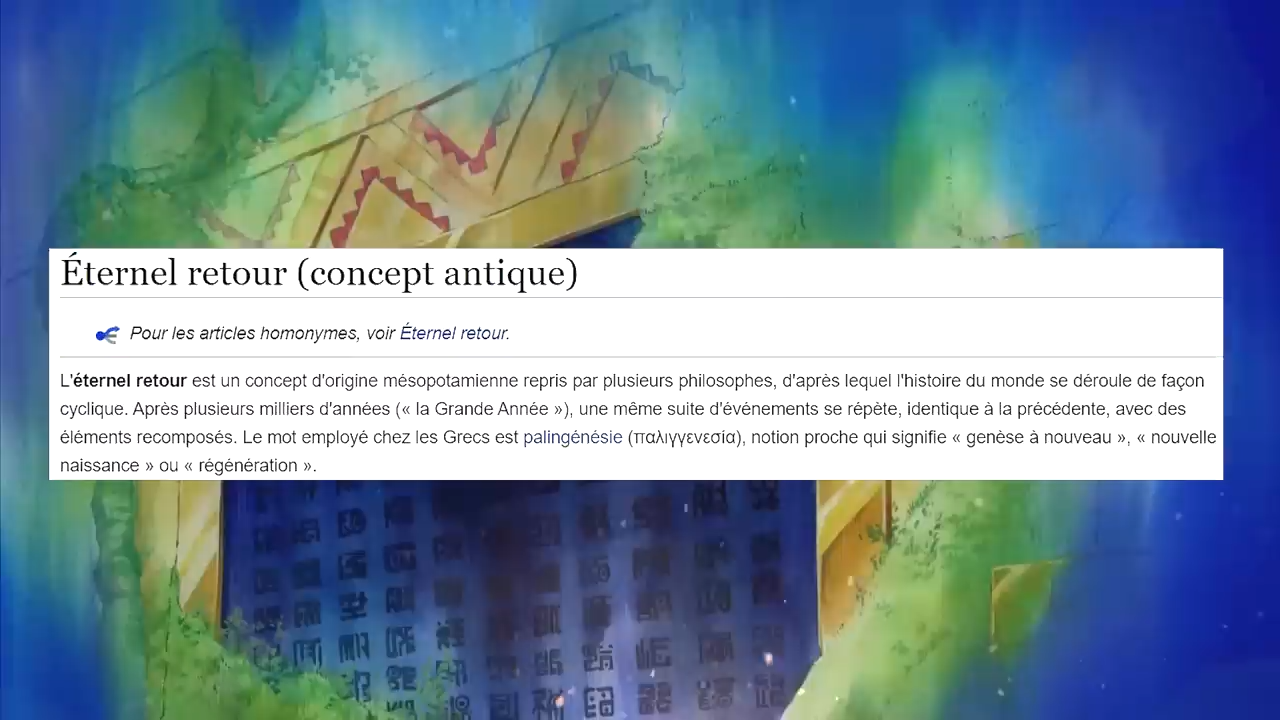 Éternel retour (concept antique)
Pour les articles homonymes, voir Éternel retour.
L'éternel retour est un concept d'origine mésopotamienne repris par plusieurs philosophes, d'après lequel l'histoire du monde se déroule de façon
cyclique. Après plusieurs milliers d'années (« la Grande Année »), une même suite d'événements se répète, identique à la précédente, avec des
éléments recomposés. Le mot employé chez les Grecs est palingénésie (παλιγγενεσία), notion proche qui signifie « genèse à nouveau », « nouvelle
naissance » ou « régénération ».